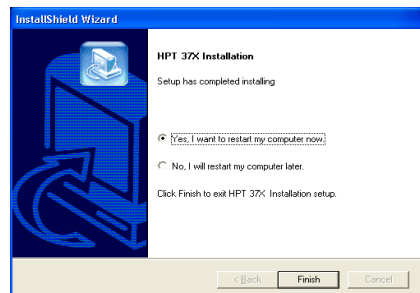 InstallShield Wizard
HPT 37X Installation
Setup has completed installing
Yes, I want to restart my computer now.
No, I will restart my computer later.
Click Finish to exit HPT 37X Installation setup.
< Back Finish Cancel